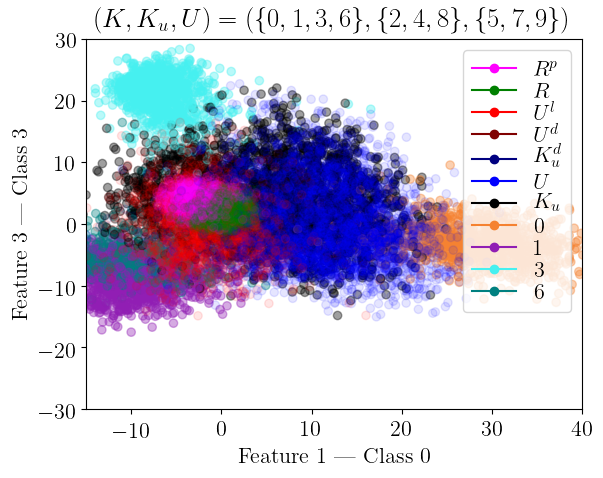 (K, K_u, U) = ({0, 1, 3, 6}, {2, 4, 8}, {5, 7, 9})
30
20
10
0
−10
−20
−30
Feature 3 — Class 3
R^p
R
U^l
U^d
K_u^d
U
K_u
0
1
3
6
−10 0 10 20 30 40
Feature 1 — Class 0